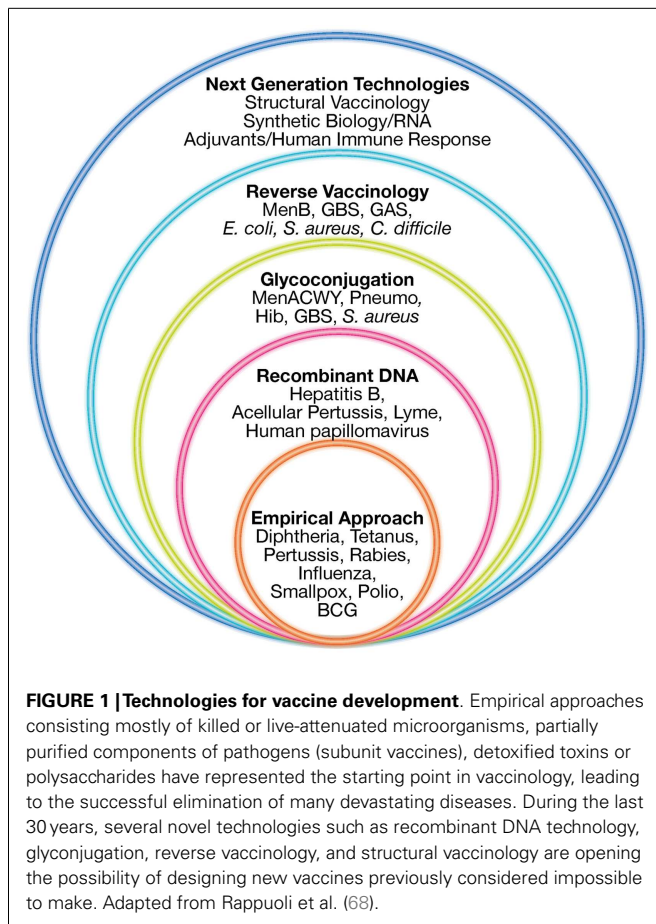 Next Generation Technologies
Structural Vaccinology
Synthetic Biology/RNA
Adjuvants/Human Immune Response
Reverse Vaccinology
MenB, GBS, GAS,
E. coli, S. aureus, C. difficile
Glycoconjugation
MenACWY, Pneumo,
Hib, GBS, S. aureus
Recombinant DNA
Hepatitis B,
Acellular Pertussis, Lyme,
Human papillomavirus
Empirical Approach
Diphtheria, Tetanus,
Pertussis, Rabies,
Influenza,
Smallpox, Polio,
BCG
FIGURE 1 | Technologies for vaccine development. Empirical approaches
consisting mostly of killed or live-attenuated microorganisms, partially
purified components of pathogens (subunit vaccines), detoxified toxins or
polysaccharides have represented the starting point in vaccinology, leading
to the successful elimination of many devastating diseases. During the last
30 years, several novel technologies such as recombinant DNA technology,
glyconjugation, reverse vaccinology, and structural vaccinology are opening
the possibility of designing new vaccines previously considered impossible
to make. Adapted from Rappuoli et al. (68).